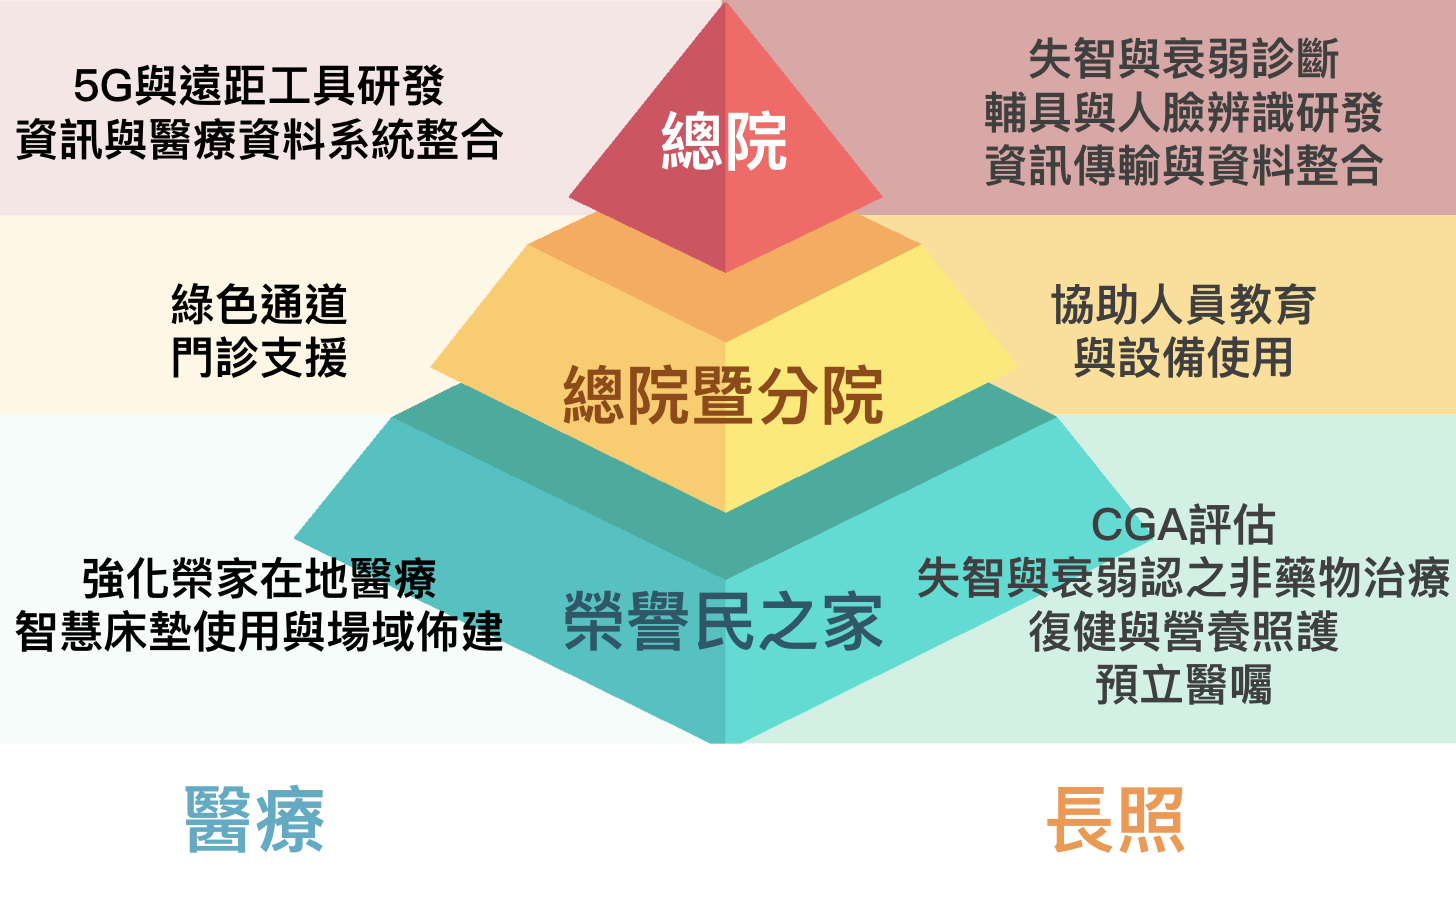 5G與遠距工具研發
資訊與醫療資料系統整合
總院
失智與衰弱診斷
輔具與人臉辨識研發
資訊傳輸與資料整合
綠色通道
門診支援
總院暨分院
協助人員教育
與設備使用
強化榮家在地醫療
智慧床墊使用與場域佈建
榮譽民之家
CGA評估
失智與衰弱認之非藥物治療
復健與營養照護
預立醫囑
醫療
長照